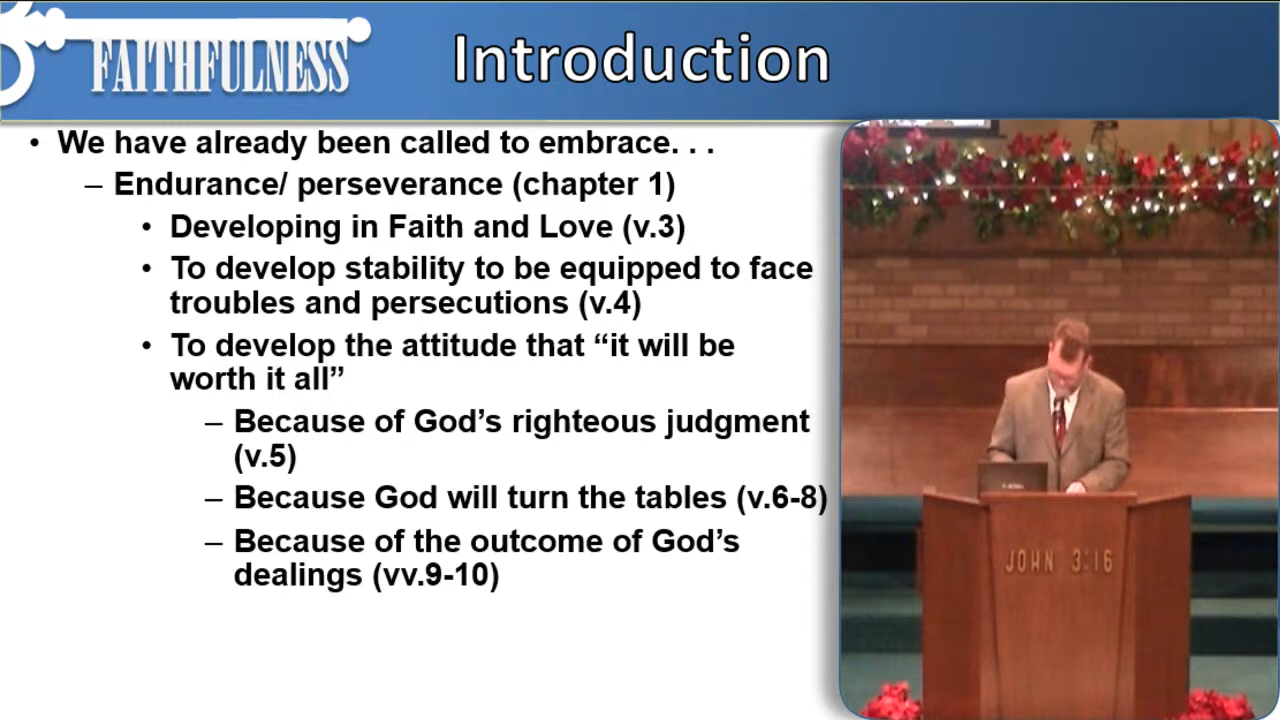 FAITHFULNESS
Introduction
• We have already been called to embrace. . .
– Endurance/ perseverance (chapter 1)
• Developing in Faith and Love (v.3)
• To develop stability to be equipped to face
troubles and persecutions (v.4)
• To develop the attitude that “it will be
worth it all”
– Because of God’s righteous judgment
(v.5)
– Because God will turn the tables (v.6-8)
– Because of the outcome of God’s
dealings (vv.9-10)
JOHN 3:16